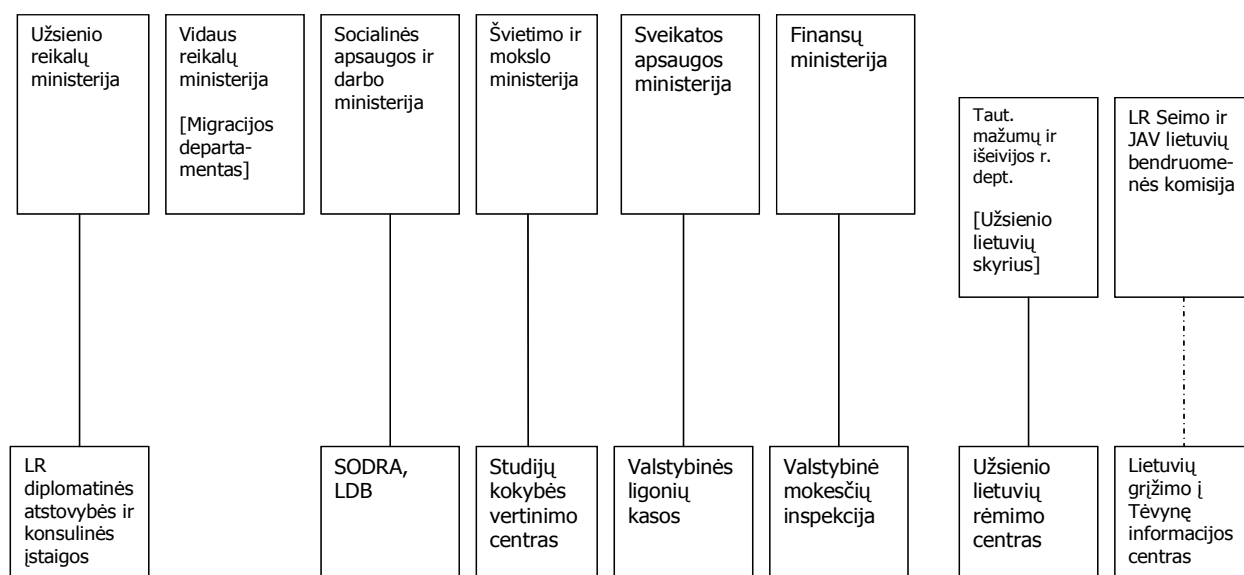 Užsienio
reikalų
ministerija
Vidaus
reikalų
ministerija
[Migracijos
departa-
mentas]
Socialinės
apsaugos ir
darbo
ministerija
Švietimo ir
mokslo
ministerija
Sveikatos
apsaugos
ministerija
Finansų
ministerija
Taut.
mažumų ir
išeivijos r.
dept.
[Užsienio
lietuvių
skyrius]
LR Seimo ir
JAV lietuvių
bendruome-
nės komisija
LR
diplomatinės
atstovybės ir
konsulinės
įstaigos
SODRA,
LDB
Studijų
kokybės
vertinimo
centras
Valstybinės
ligonių
kasos
Valstybinė
mokesčių
inspekcija
Užsienio
lietuvių
rėmimo
centras
Lietuvių
grįžimo į
Tėvynę
informacijos
centras